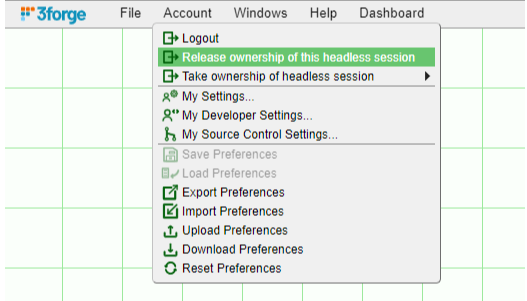 3forge File Account Windows Help Dashboard
Logout
Release ownership of this headless session
Take ownership of headless session
My Settings...
My Developer Settings...
My Source Control Settings...
Save Preferences
Load Preferences
Export Preferences
Import Preferences
Upload Preferences
Download Preferences
Reset Preferences